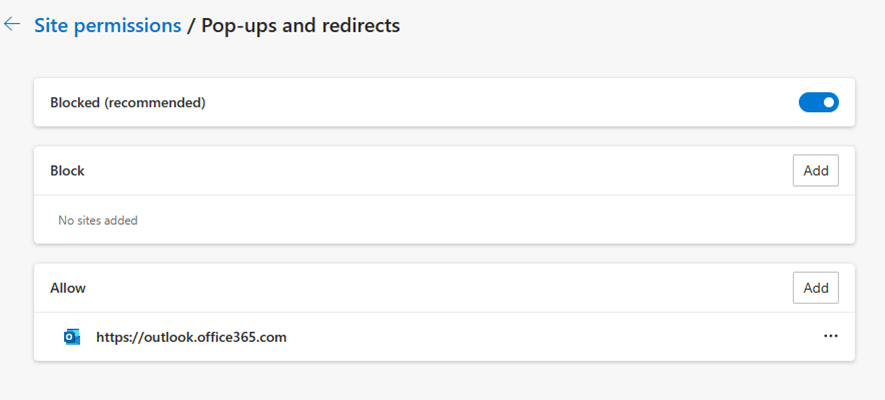 Site permissions / Pop-ups and redirects
Blocked (recommended)
Block
Add
No sites added
Allow
Add
https://outlook.office365.com